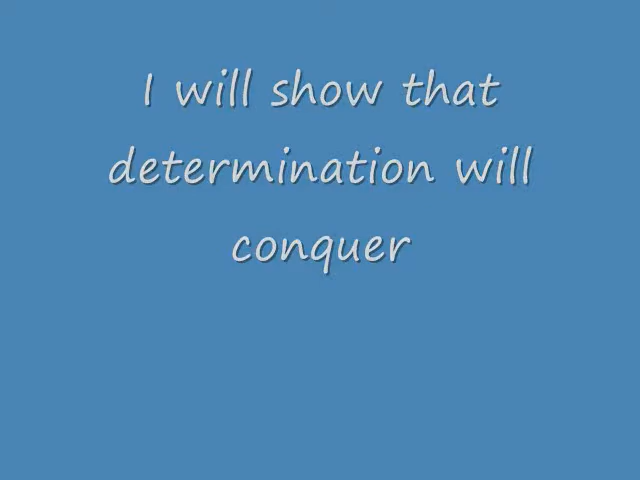 I will show that
determination will
conquer